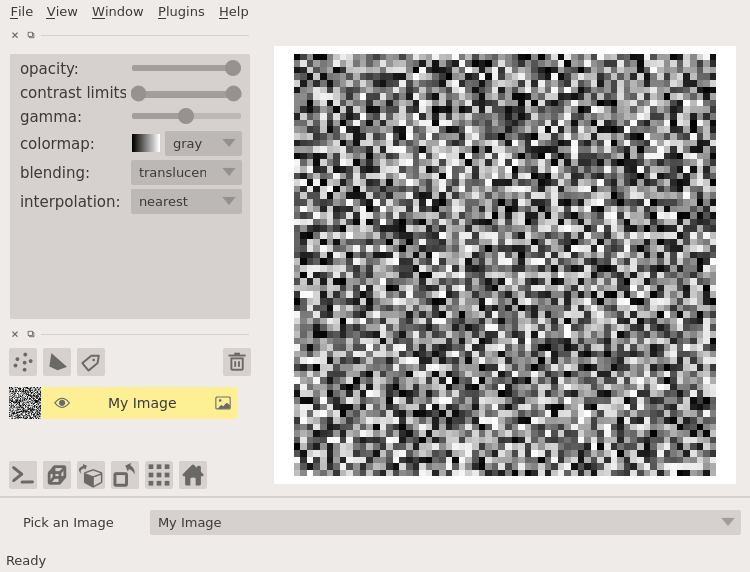 File View Window Plugins Help
opacity:
contrast limits
gamma:
colormap: gray
blending: translucen
interpolation: nearest
My Image
Pick an Image My Image
Ready